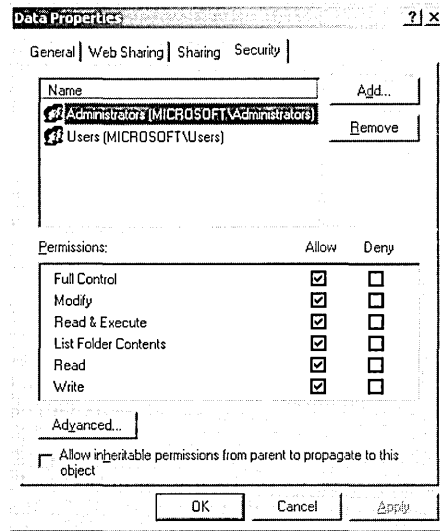 Data Properties ? ×
General Web Sharing Sharing Security
Name
Add...
Administrators (MICROSOFT\Administrators)
Users (MICROSOFT\Users)
Remove
Permissions: Allow Deny
Full Control
Modify
Read & Execute
List Folder Contents
Read
Write
Advanced...
Allow inheritable permissions from parent to propagate to this
object
OK Cancel Apply